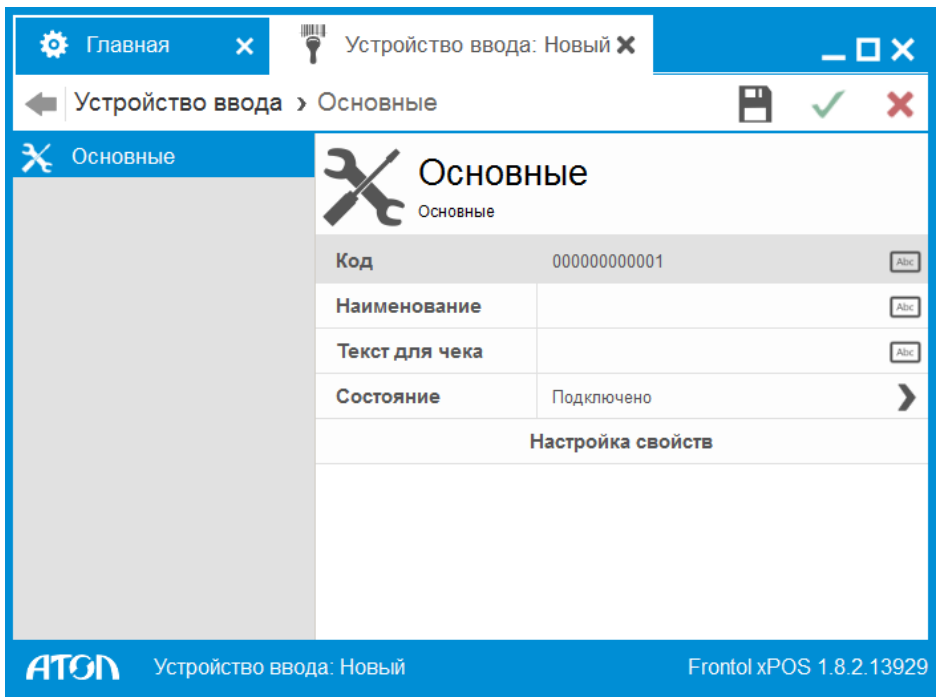 Главная
Устройство ввода: Новый
Устройство ввода › Основные
Основные
Основные
Основные
Код 000000000001 Abc
Наименование Abc
Текст для чека Abc
Состояние Подключено
Настройка свойств
ATOL Устройство ввода: Новый Frontol xPOS 1.8.2.13929